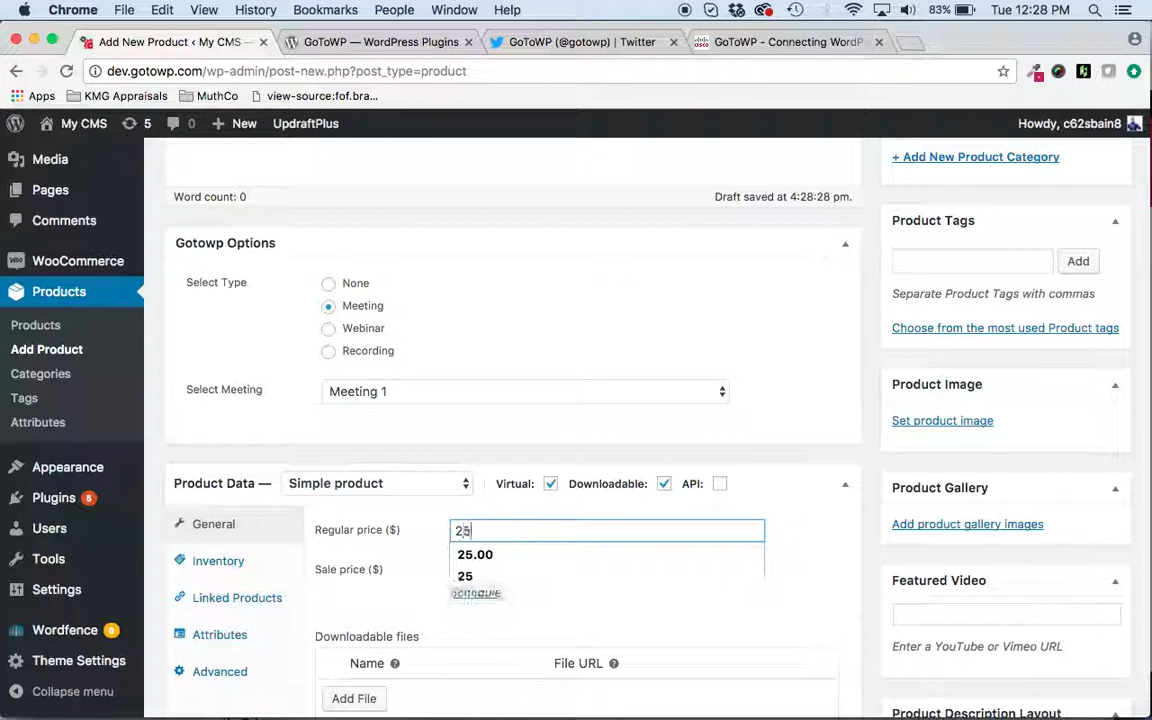 Chrome File Edit View History Bookmarks People Window Help 83% Tue 12:28 PM
Add New Product ‹ My CMS — GoToWP — WordPress Plugins GoToWP (@gotowp) | Twitter GoToWP - Connecting WordP
dev.gotowp.com/wp-admin/post-new.php?post_type=product
Apps KMG Appraisals MuthCo view-source:fof.bra...
My CMS 5 0 New UpdraftPlus Howdy, c62sbain8
Media
Pages
Comments
WooCommerce
Products
Products
Add Product
Categories
Tags
Attributes
Appearance
Plugins 5
Users
Tools
Settings
Wordfence 9
Theme Settings
Collapse menu
Word count: 0 Draft saved at 4:28:28 pm.
Gotowp Options
Select Type
None
Meeting
Webinar
Recording
Select Meeting Meeting 1
Product Data — Simple product Virtual: Downloadable: API:
General
Inventory
Linked Products
Attributes
Advanced
Regular price ($) 25
25.00
25
Sale price ($)
Downloadable files
Name File URL
Add File
+ Add New Product Category
Product Tags
Add
Separate Product Tags with commas
Choose from the most used Product tags
Product Image
Set product image
Product Gallery
Add product gallery images
Featured Video
Enter a YouTube or Vimeo URL
Product Description Layout